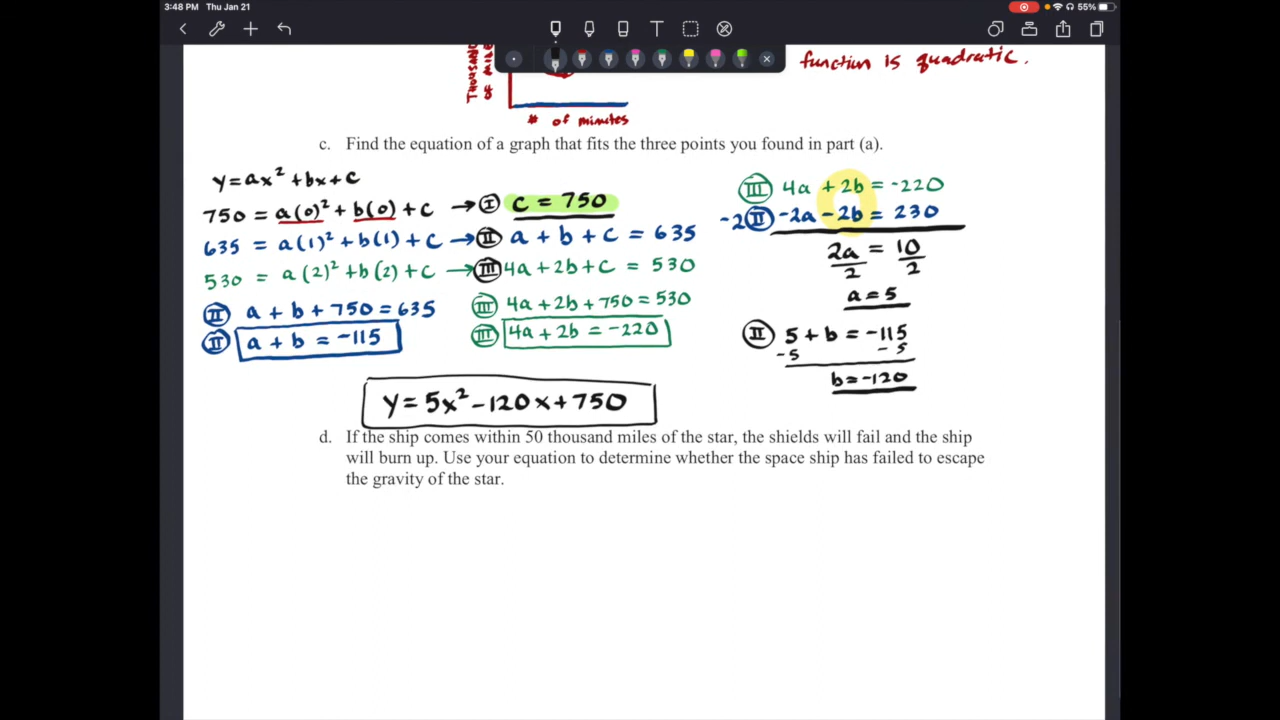 3:48 PM Thu Jan 21
55%
T
THOUSAND
OF MILE
# of minutes
function is quadratic.
c. Find the equation of a graph that fits the three points you found in part (a).
y=ax² +bx+c
750 = a(0)² + b(0) + c → I c = 750
635 = a(1)² + b(1) + c → II a + b + c = 635
530 = a(2)² + b(2) + c → III 4a + 2b + c = 530
II a + b + 750 = 635
II a + b = -115
III 4a + 2b + 750 = 530
III 4a + 2b = -220
III 4a + 2b = -220
-2 II -2a - 2b = 230
2a = 10
2 2
a = 5
II 5 + b = -115
-5 -5
b = -120
y = 5x² - 120x + 750
d. If the ship comes within 50 thousand miles of the star, the shields will fail and the ship
will burn up. Use your equation to determine whether the space ship has failed to escape
the gravity of the star.